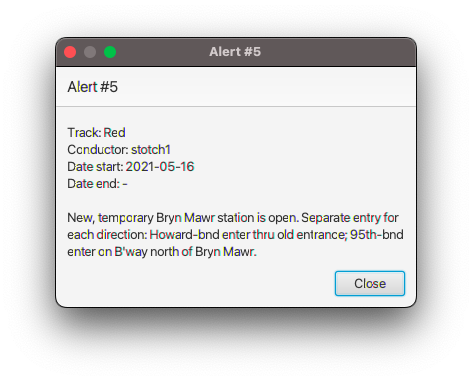 Alert #5
Alert #5
Track: Red
Conductor: stotch1
Date start: 2021-05-16
Date end: -
New, temporary Bryn Mawr station is open. Separate entry for
each direction: Howard-bnd enter thru old entrance; 95th-bnd
enter on B'way north of Bryn Mawr.
Close